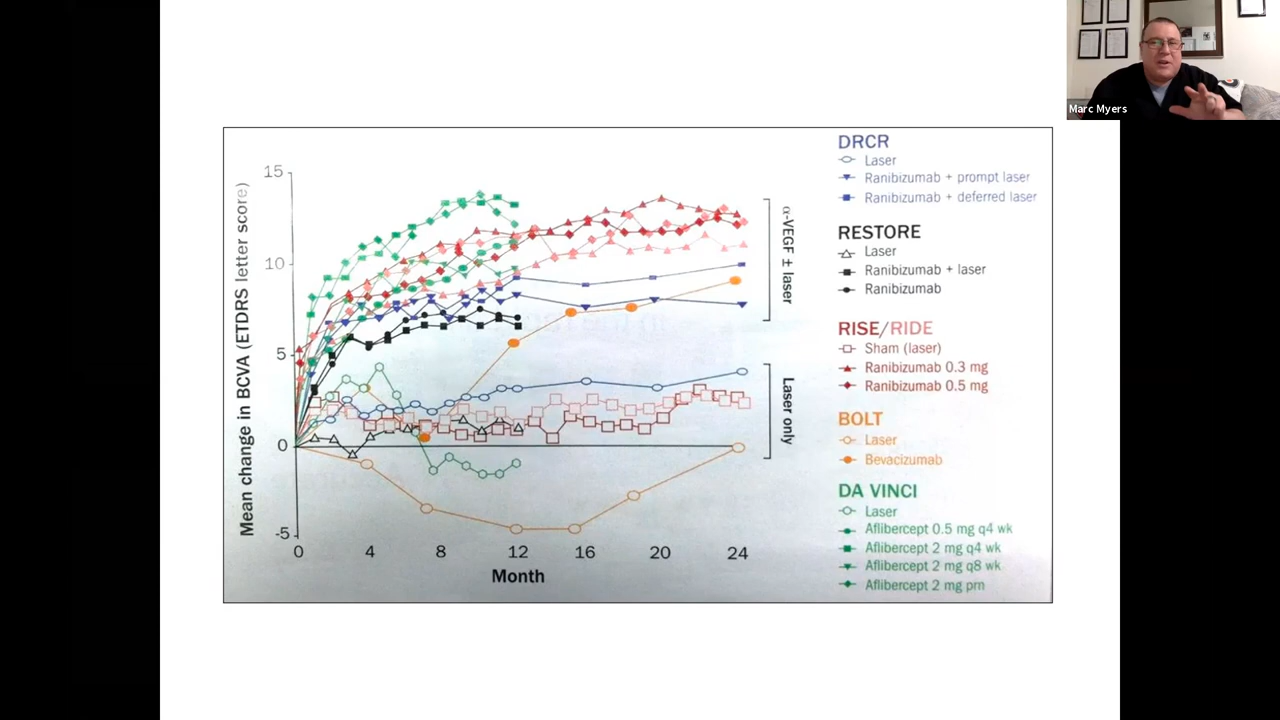 Marc Myers
Mean change in BCVA (ETDRS letter score)
15
10
5
0
-5
0
4
8
12
16
20
24
Month
α-VEGF ± laser
Laser only
DRCR
Laser
Ranibizumab + prompt laser
Ranibizumab + deferred laser
RESTORE
Laser
Ranibizumab + laser
Ranibizumab
RISE/RIDE
Sham (laser)
Ranibizumab 0.3 mg
Ranibizumab 0.5 mg
BOLT
Laser
Bevacizumab
DA VINCI
Laser
Aflibercept 0.5 mg q4 wk
Aflibercept 2 mg q4 wk
Aflibercept 2 mg q8 wk
Aflibercept 2 mg prn